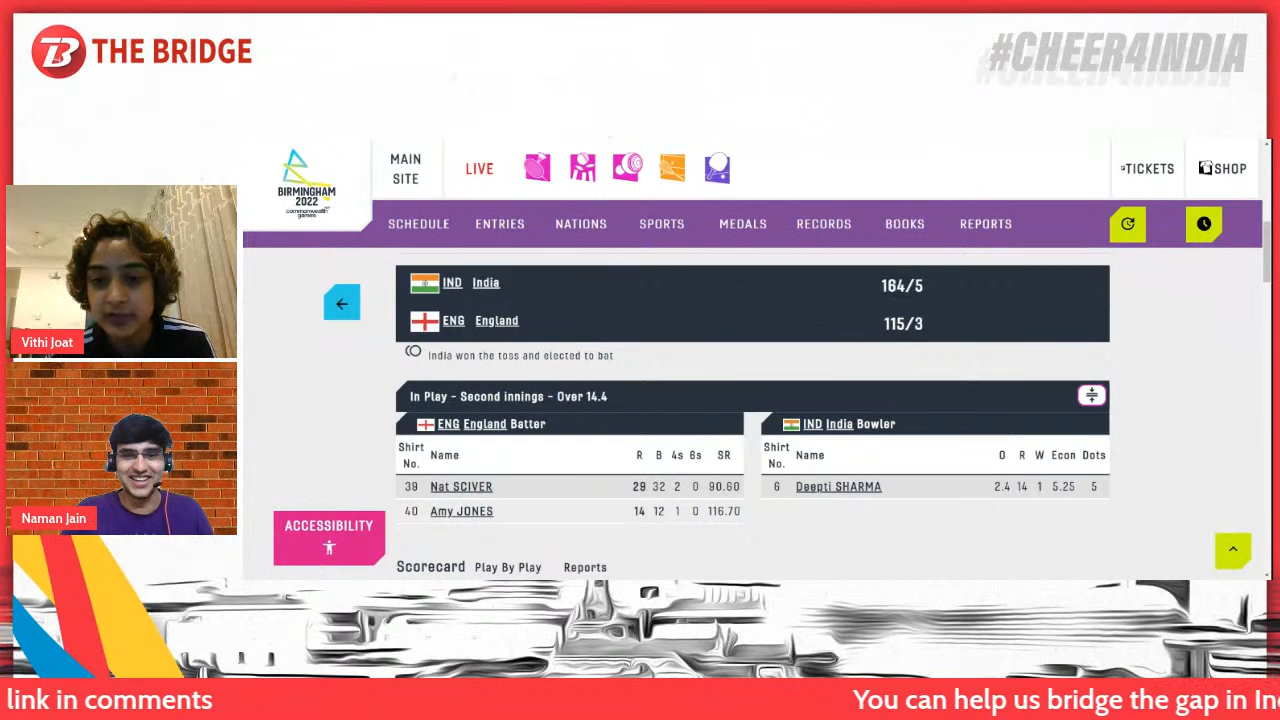 THE BRIDGE
#CHEER4INDIA
BIRMINGHAM
2022
commonwealth
games
MAIN
SITE
LIVE
TICKETS
SHOP
SCHEDULE ENTRIES NATIONS SPORTS MEDALS RECORDS BOOKS REPORTS
IND India 164/5
ENG England 115/3
India won the toss and elected to bat
In Play - Second innings - Over 14.4
ENG England Batter
Shirt No. Name R B 4s 6s SR
39 Nat SCIVER 29 32 2 0 90.60
40 Amy JONES 14 12 1 0 116.70
IND India Bowler
Shirt No. Name O R W Econ Dots
6 Deepti SHARMA 2.4 14 1 5.25 5
Scorecard Play By Play Reports
ACCESSIBILITY
Vithi Joat
Naman Jain
link in comments
You can help us bridge the gap in In